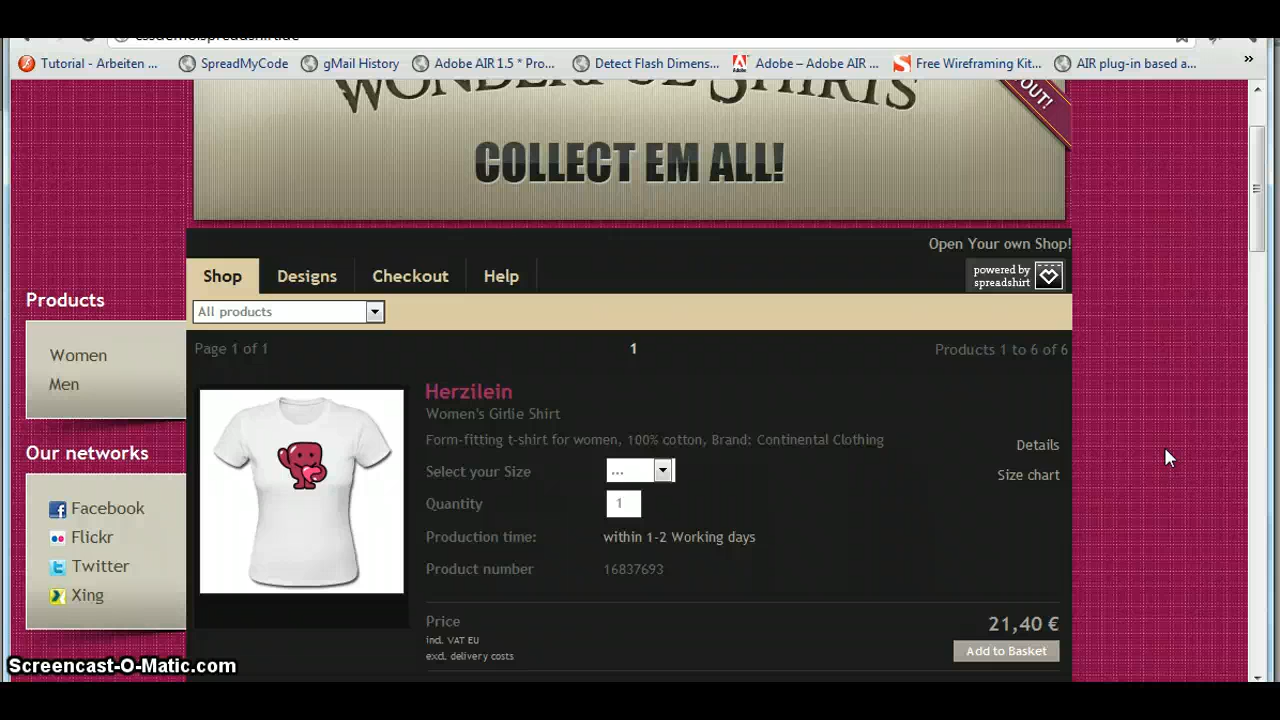 Tutorial - Arbeiten ... SpreadMyCode gMail History Adobe AIR 1.5 * Pro... Detect Flash Dimens... Adobe – Adobe AIR ... Free Wireframing Kit... AIR plug-in based a... »
WONDERFUL SHIRTS
OUT!
COLLECT EM ALL!
Open Your own Shop!
Shop Designs Checkout Help
powered by
spreadshirt
Products
All products
Women
Men
Page 1 of 1 1 Products 1 to 6 of 6
Herzilein
Women's Girlie Shirt
Form-fitting t-shirt for women, 100% cotton, Brand: Continental Clothing
Details
Select your Size ...
Size chart
Quantity 1
Production time: within 1-2 Working days
Product number 16837693
Our networks
Facebook
Flickr
Twitter
Xing
Price 21,40 €
incl. VAT EU
excl. delivery costs
Add to Basket
Screencast-O-Matic.com